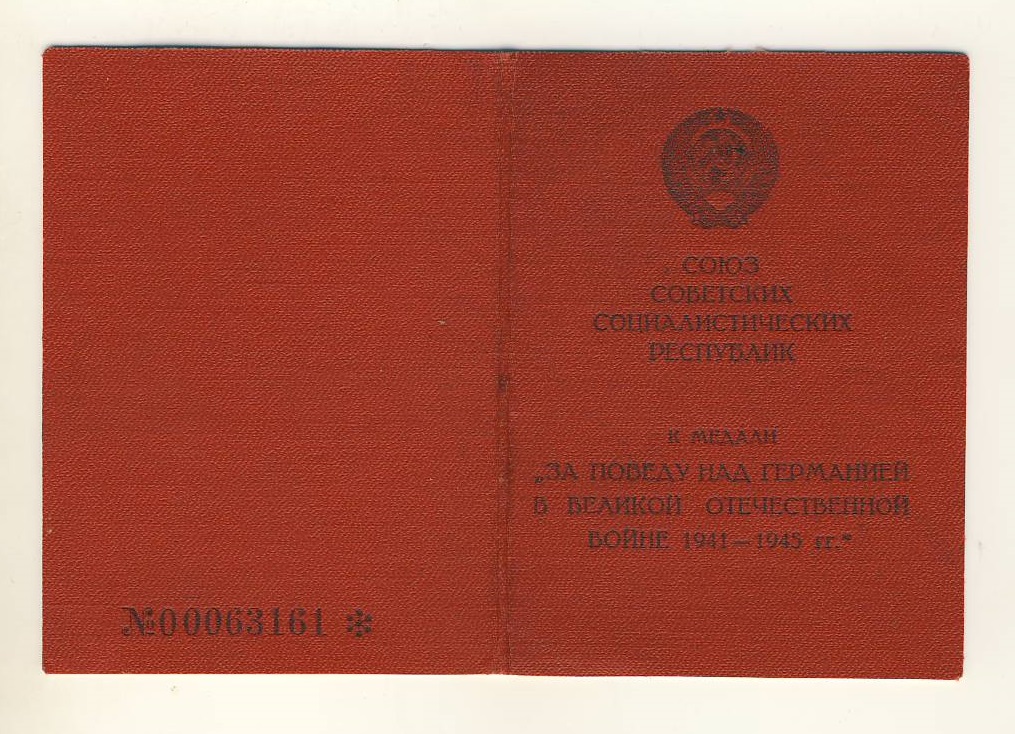 СОЮЗ
СОВЕТСКИХ
СОЦИАЛИСТИЧЕСКИХ
РЕСПУБЛИК
К МЕДАЛИ
„ЗА ПОБЕДУ НАД ГЕРМАНИЕЙ
В ВЕЛИКОЙ ОТЕЧЕСТВЕННОЙ
ВОЙНЕ 1941—1945 гг.“
№00063161 *